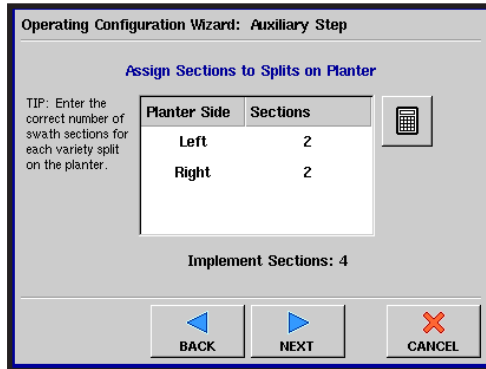 Operating Configuration Wizard: Auxiliary Step
Assign Sections to Splits on Planter
TIP: Enter the
correct number of
swath sections for
each variety split
on the planter.
Planter Side Sections
Left 2
Right 2
Implement Sections: 4
BACK NEXT CANCEL